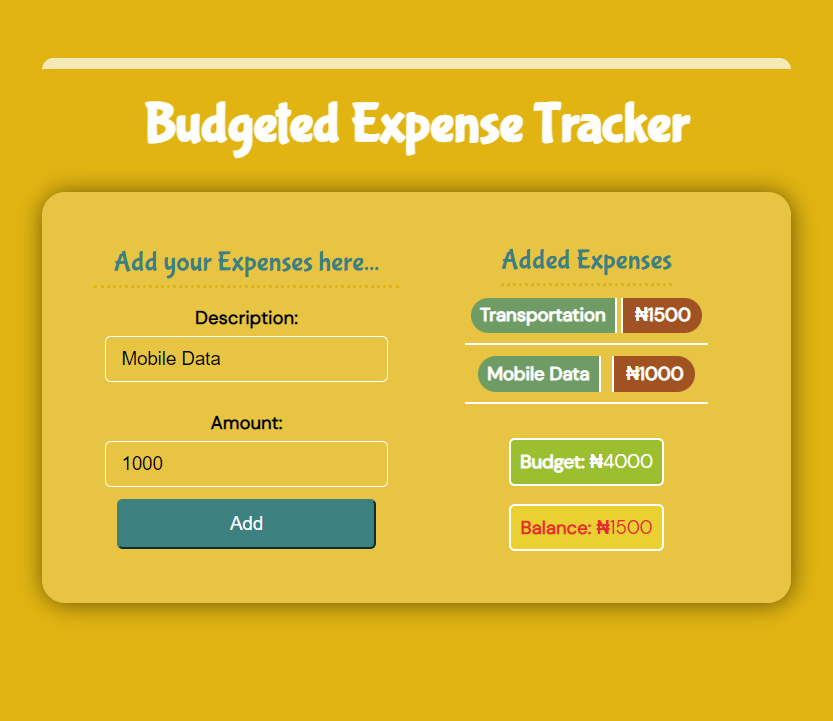 Budgeted Expense Tracker
Add your Expenses here...
Description:
Mobile Data
Amount:
1000
Add
Added Expenses
Transportation ₦1500
Mobile Data ₦1000
Budget: ₦4000
Balance: ₦1500